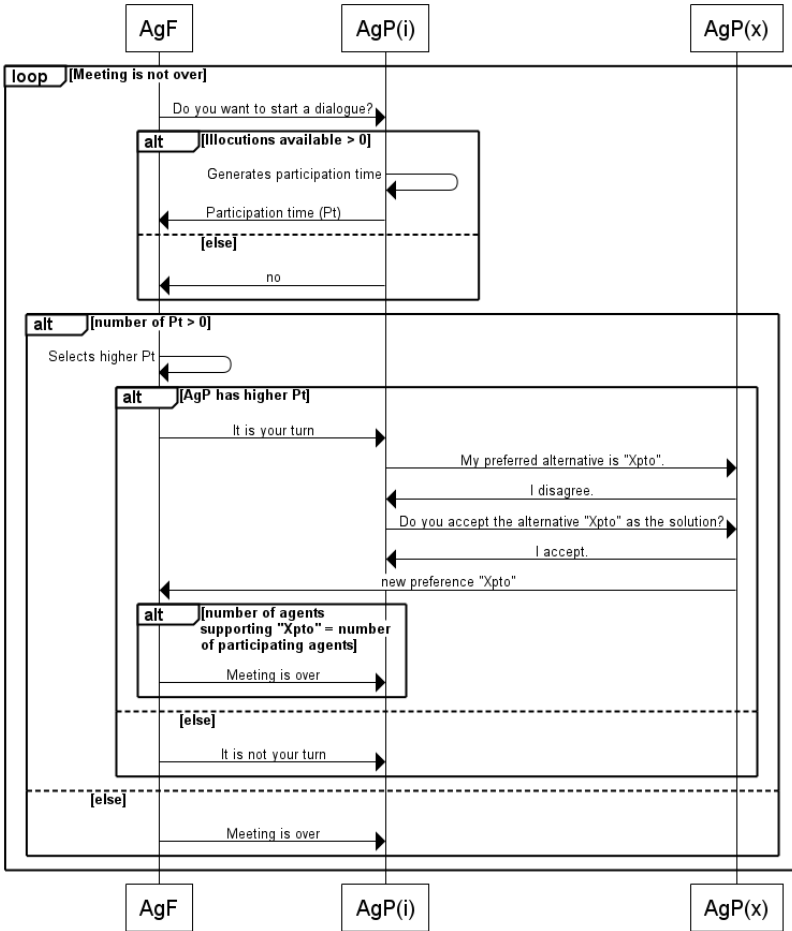 AgF
AgP(i)
AgP(x)
loop
[Meeting is not over]
Do you want to start a dialogue?
alt
[Illocutions available > 0]
Generates participation time
Participation time (Pt)
[else]
no
alt
[number of Pt > 0]
Selects higher Pt
alt
[AgP has higher Pt]
It is your turn
My preferred alternative is "Xpto".
I disagree.
Do you accept the alternative "Xpto" as the solution?
I accept.
new preference "Xpto"
alt
[number of agents
supporting "Xpto" = number
of participating agents]
Meeting is over
[else]
It is not your turn
[else]
Meeting is over
AgF
AgP(i)
AgP(x)